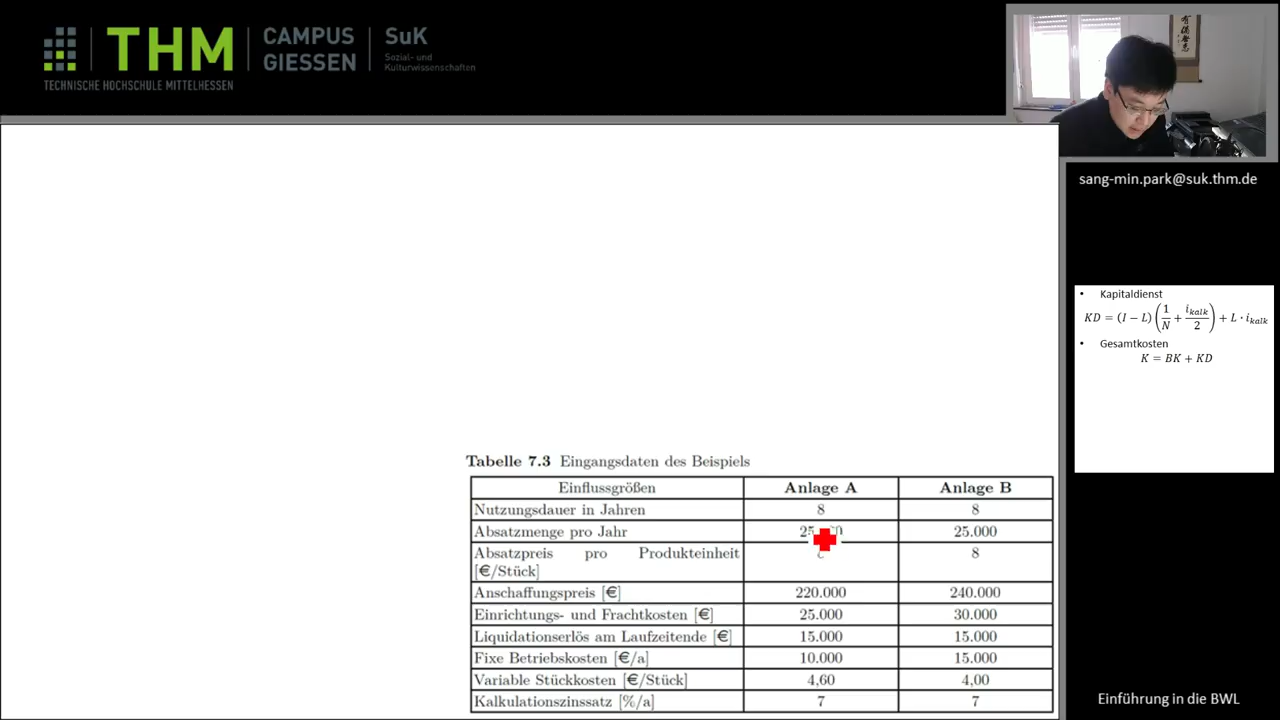 THM
CAMPUS
GIESSEN
SuK
Sozial- und
Kulturwissenschaften
TECHNISCHE HOCHSCHULE MITTELHESSEN
sang-min.park@suk.thm.de
• Kapitaldienst
KD = (I − L) (1/N + i_kalk/2) + L · i_kalk
• Gesamtkosten
K = BK + KD
Tabelle 7.3 Eingangsdaten des Beispiels
Einflussgrößen Anlage A Anlage B
Nutzungsdauer in Jahren 8 8
Absatzmenge pro Jahr 25.000
Absatzpreis pro Produkteinheit 8
[€/Stück]
Anschaffungspreis [€] 220.000 240.000
Einrichtungs- und Frachtkosten [€] 25.000 30.000
Liquidationserlös am Laufzeitende [€] 15.000 15.000
Fixe Betriebskosten [€/a] 10.000 15.000
Variable Stückkosten [€/Stück] 4,60 4,00
Kalkulationszinssatz [%/a] 7 7
Einführung in die BWL